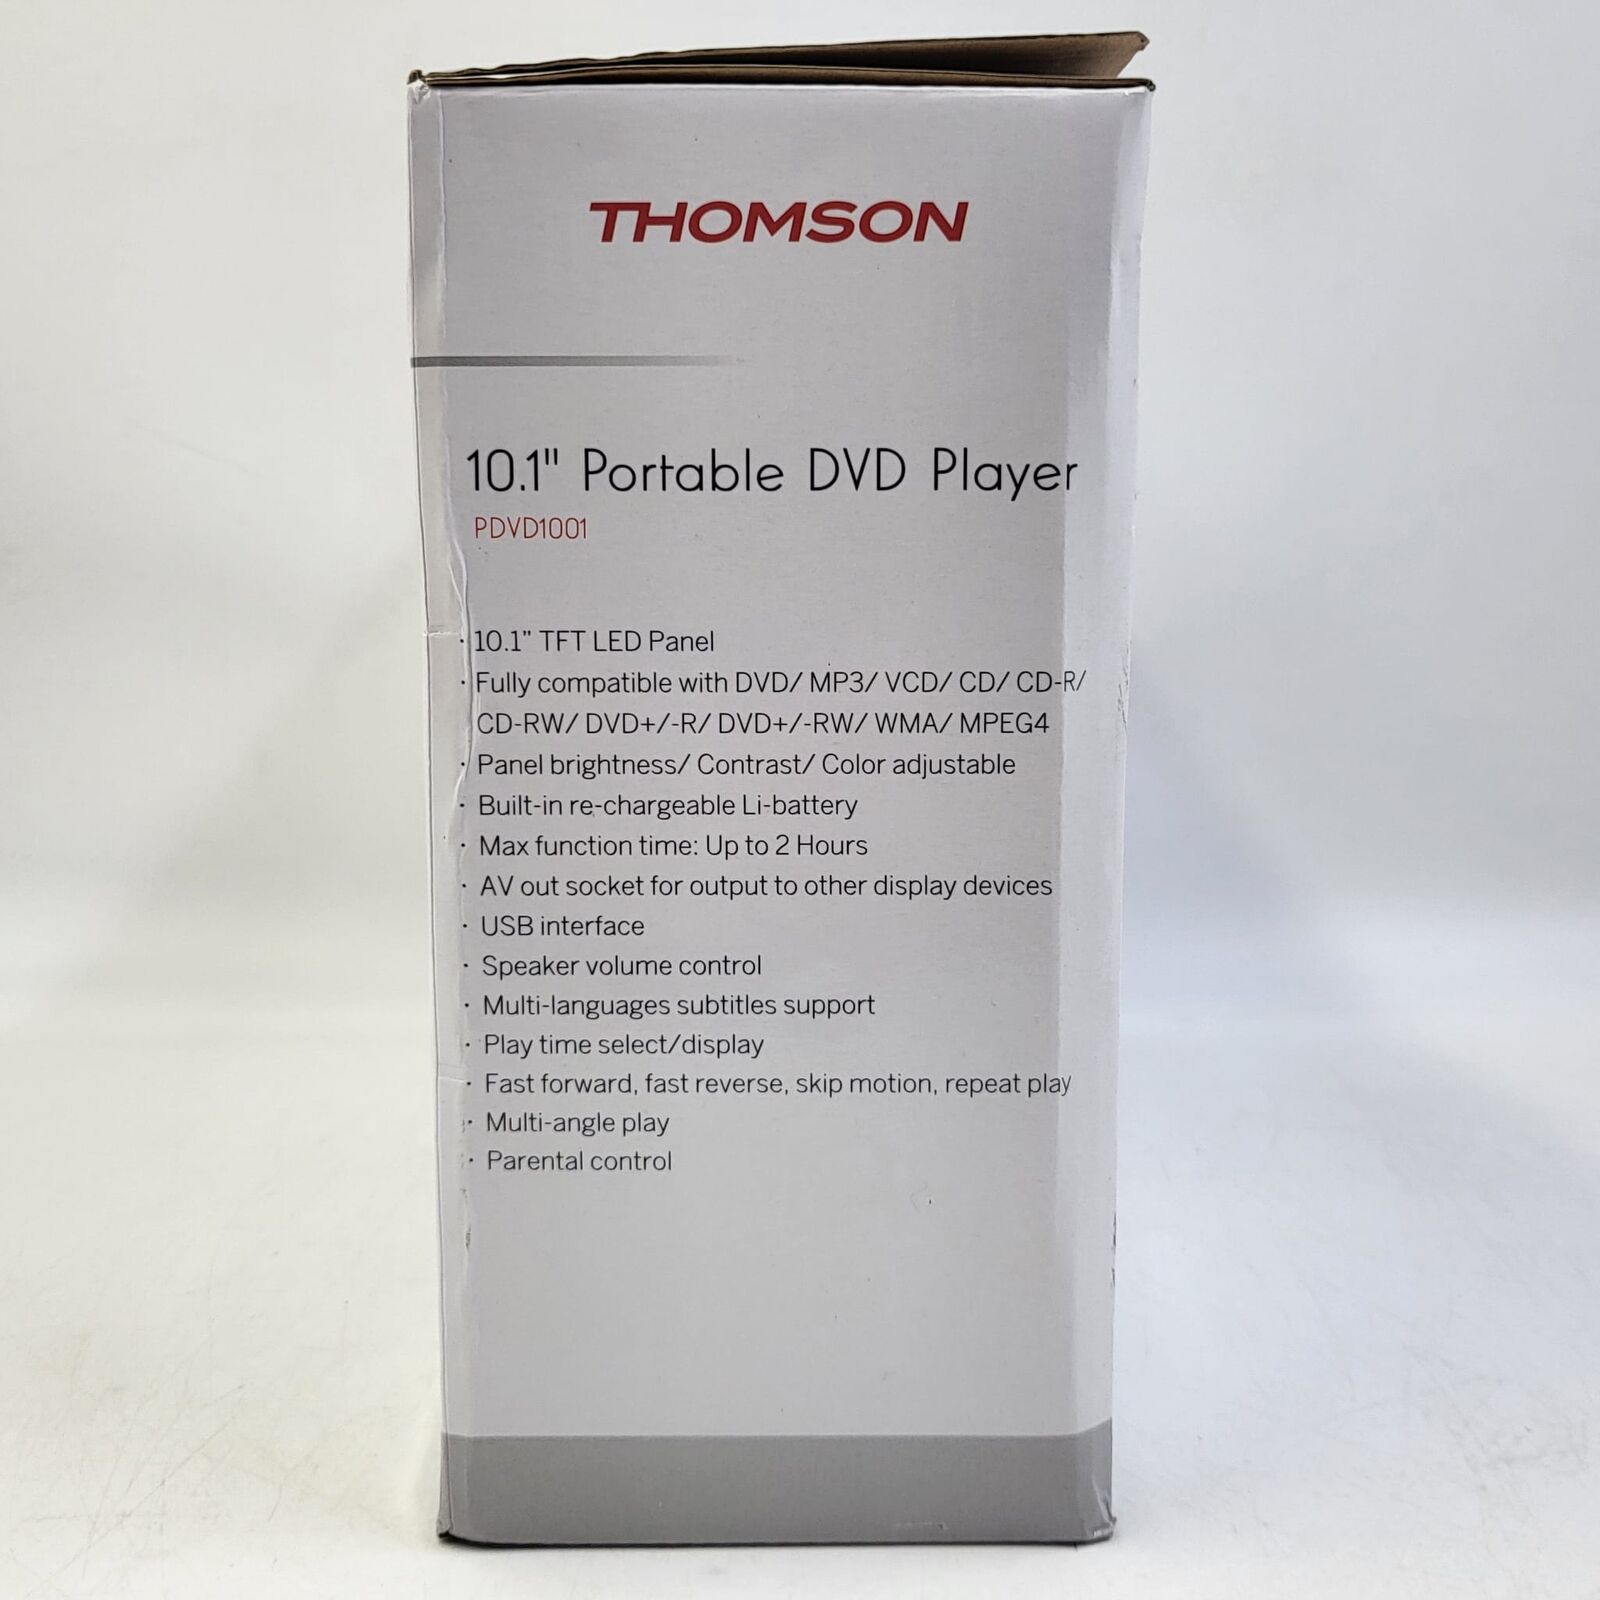 THOMSON
10.1" Portable DVD Player
PDVD1001
· 10.1" TFT LED Panel
· Fully compatible with DVD/ MP3/ VCD/ CD/ CD-R/
CD-RW/ DVD+/-R/ DVD+/-RW/ WMA/ MPEG4
· Panel brightness/ Contrast/ Color adjustable
· Built-in re-chargeable Li-battery
· Max function time: Up to 2 Hours
· AV out socket for output to other display devices
· USB interface
· Speaker volume control
· Multi-languages subtitles support
· Play time select/display
· Fast forward, fast reverse, skip motion, repeat play
· Multi-angle play
· Parental control